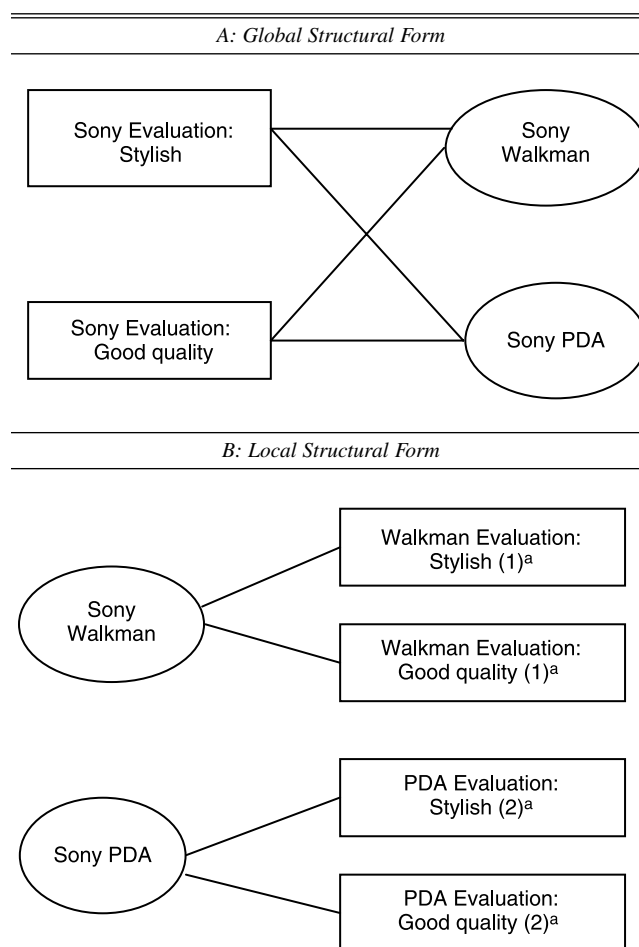 A: Global Structural Form
Sony Evaluation:
Stylish
Sony
Walkman
Sony Evaluation:
Good quality
Sony PDA
B: Local Structural Form
Sony
Walkman
Walkman Evaluation:
Stylish (1)ᵃ
Walkman Evaluation:
Good quality (1)ᵃ
Sony PDA
PDA Evaluation:
Stylish (2)ᵃ
PDA Evaluation:
Good quality (2)ᵃ